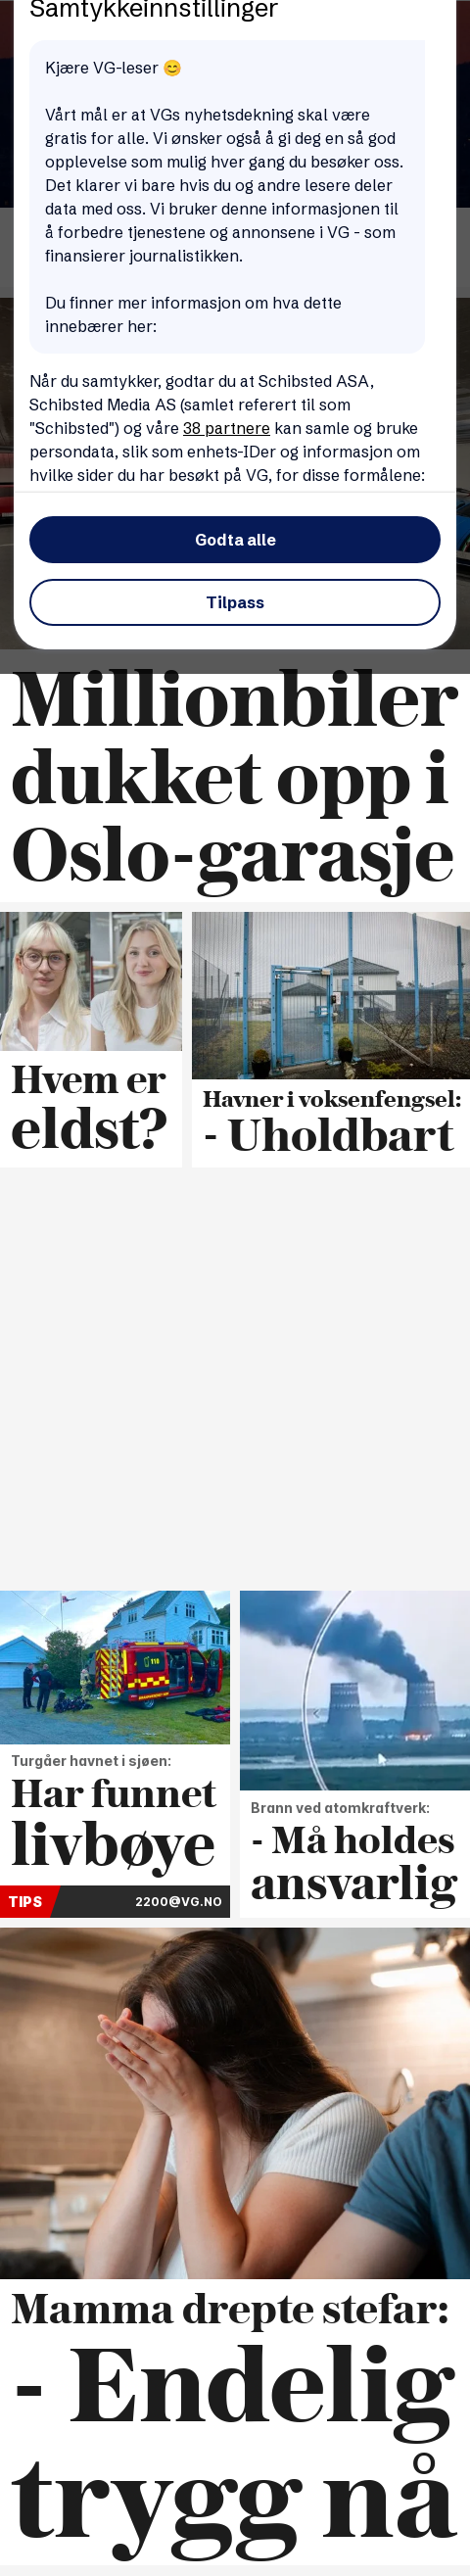 Samtykkeinnstillinger
Kjære VG-leser 😊
Vårt mål er at VGs nyhetsdekning skal være
gratis for alle. Vi ønsker også å gi deg en så god
opplevelse som mulig hver gang du besøker oss.
Det klarer vi bare hvis du og andre lesere deler
data med oss. Vi bruker denne informasjonen til
å forbedre tjenestene og annonsene i VG - som
finansierer journalistikken.
Du finner mer informasjon om hva dette
innebærer her:
Når du samtykker, godtar du at Schibsted ASA,
Schibsted Media AS (samlet referert til som
"Schibsted") og våre 38 partnere kan samle og bruke
persondata, slik som enhets-IDer og informasjon om
hvilke sider du har besøkt på VG, for disse formålene:
Godta alle
Tilpass
Millionbiler
dukket opp i
Oslo-garasje
Hvem er
eldst?
Havner i voksenfengsel:
- Uholdbart
Turgåer havnet i sjøen:
Har funnet
livbøye
TIPS 2200@VG.NO
Brann ved atomkraftverk:
- Må holdes
ansvarlig
Mamma drepte stefar:
- Endelig
trygg nå